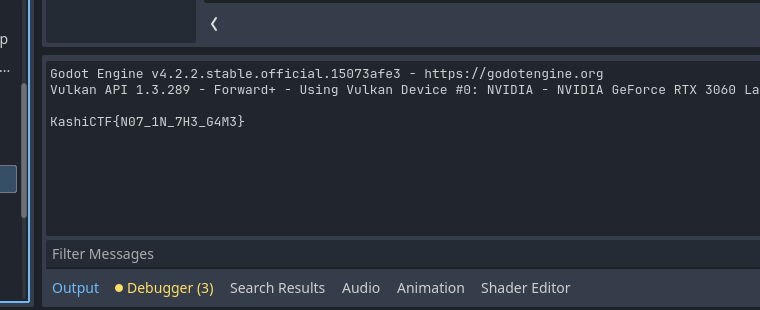 p
...
Godot Engine v4.2.2.stable.official.15073afe3 - https://godotengine.org
Vulkan API 1.3.289 - Forward+ - Using Vulkan Device #0: NVIDIA - NVIDIA GeForce RTX 3060 La
KashiCTF{N07_1N_7H3_G4M3}
Filter Messages
Output Debugger (3) Search Results Audio Animation Shader Editor